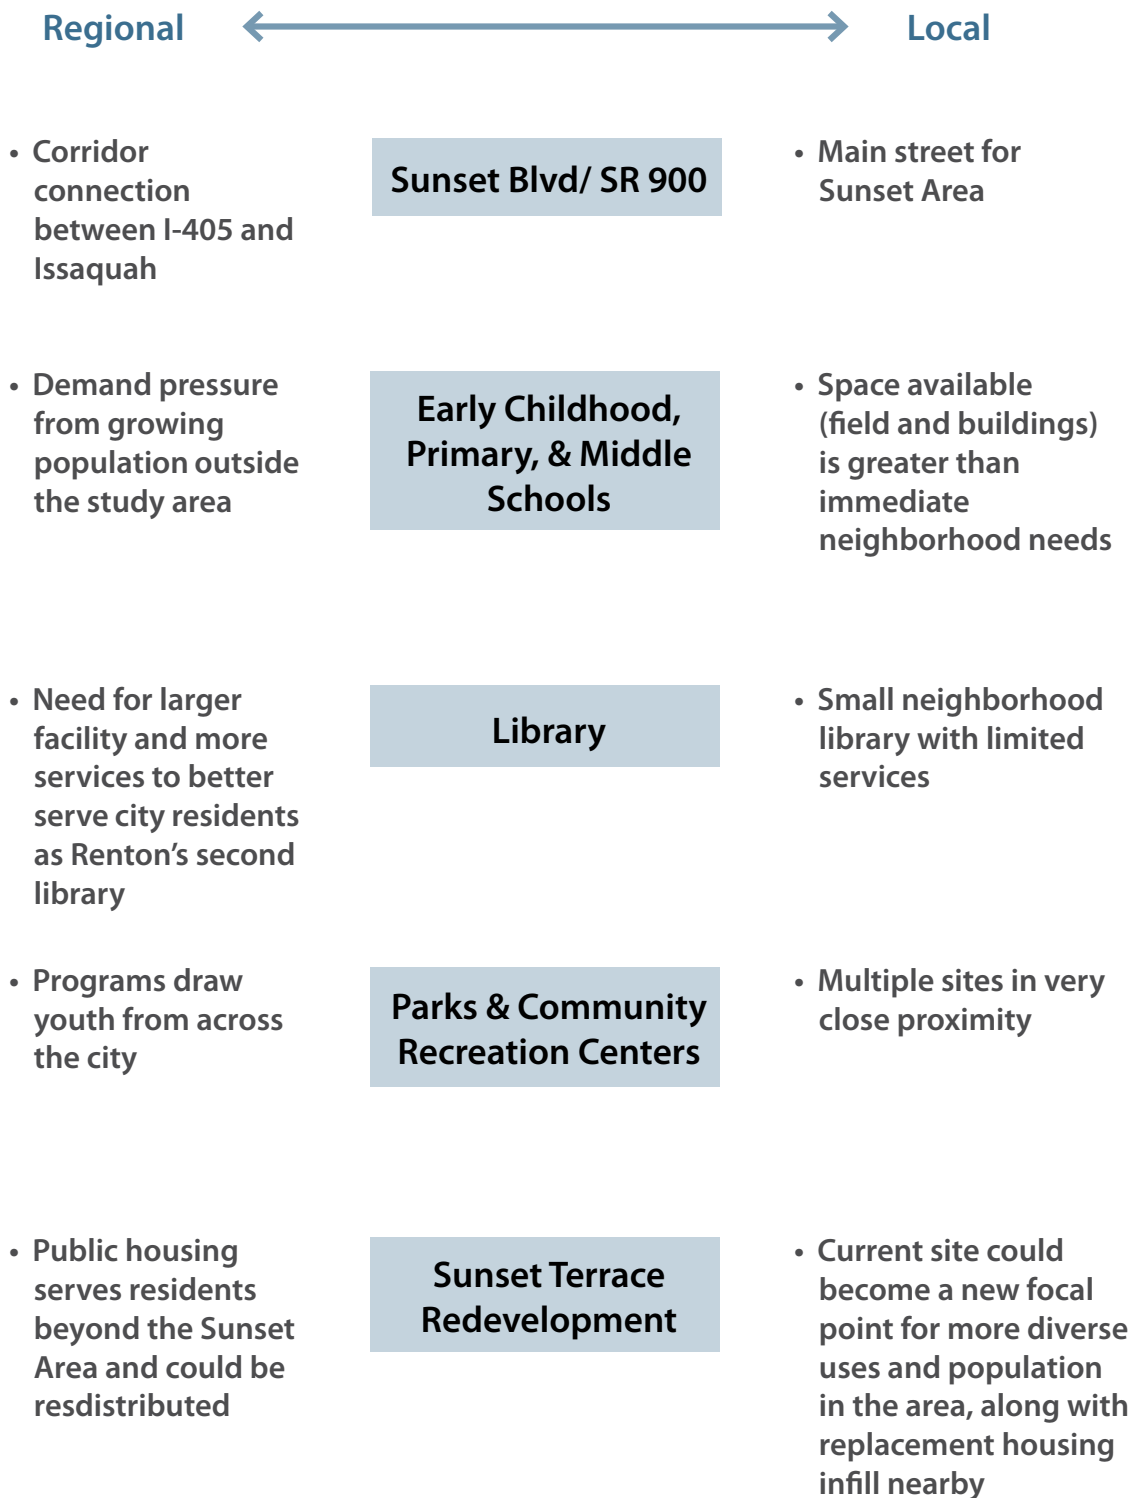 Regional
Local
• Corridor
connection
between I-405 and
Issaquah
Sunset Blvd/ SR 900
• Main street for
Sunset Area
• Demand pressure
from growing
population outside
the study area
Early Childhood,
Primary, & Middle
Schools
• Space available
(field and buildings)
is greater than
immediate
neighborhood needs
• Need for larger
facility and more
services to better
serve city residents
as Renton’s second
library
Library
• Small neighborhood
library with limited
services
• Programs draw
youth from across
the city
Parks & Community
Recreation Centers
• Multiple sites in very
close proximity
• Public housing
serves residents
beyond the Sunset
Area and could be
resdistributed
Sunset Terrace
Redevelopment
• Current site could
become a new focal
point for more diverse
uses and population
in the area, along with
replacement housing
infill nearby